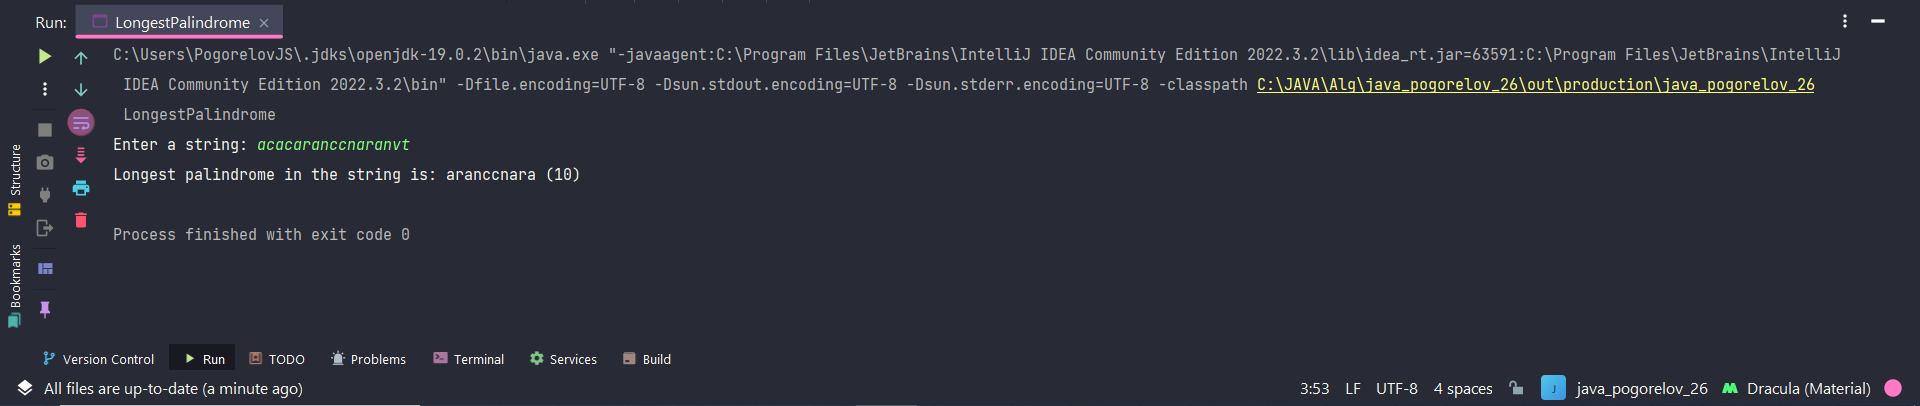 Run: LongestPalindrome ×
C:\Users\PogorelovJS\.jdks\openjdk-19.0.2\bin\java.exe "-javaagent:C:\Program Files\JetBrains\IntelliJ IDEA Community Edition 2022.3.2\lib\idea_rt.jar=63591:C:\Program Files\JetBrains\IntelliJ
IDEA Community Edition 2022.3.2\bin" -Dfile.encoding=UTF-8 -Dsun.stdout.encoding=UTF-8 -Dsun.stderr.encoding=UTF-8 -classpath C:\JAVA\Alg\java_pogorelov_26\out\production\java_pogorelov_26
LongestPalindrome
Enter a string: acacaranccnaranvt
Longest palindrome in the string is: aranccnara (10)
Process finished with exit code 0
Structure
Bookmarks
Version Control Run TODO Problems Terminal Services Build
All files are up-to-date (a minute ago) 3:53 LF UTF-8 4 spaces J java_pogorelov_26 Dracula (Material)